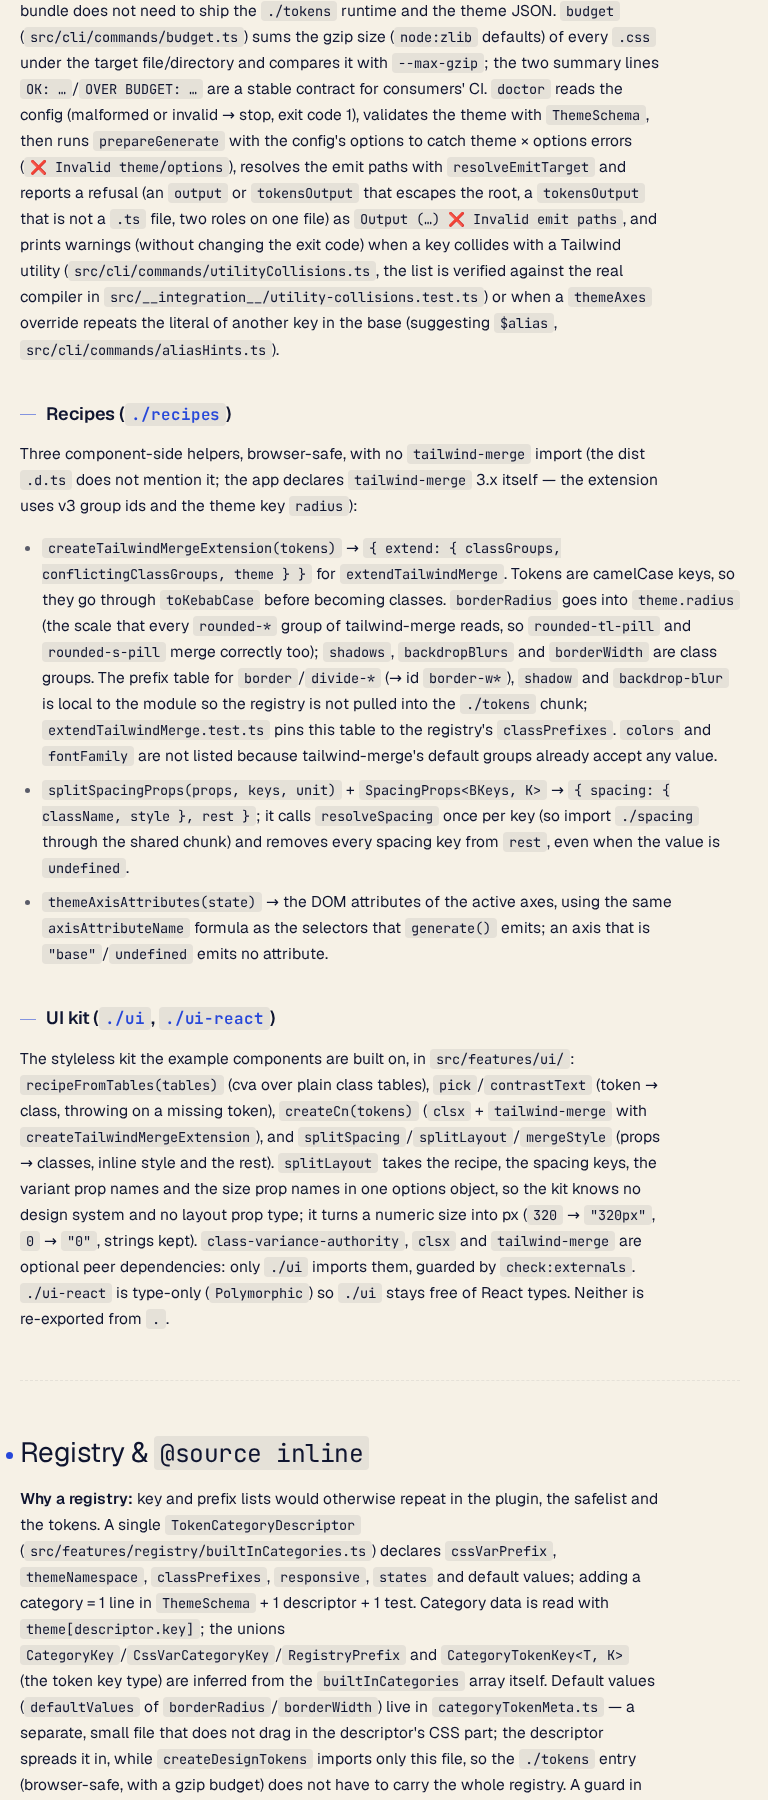 bundle does not need to ship the ./tokens runtime and the theme JSON. budget
(src/cli/commands/budget.ts) sums the gzip size (node:zlib defaults) of every .css
under the target file/directory and compares it with --max-gzip; the two summary lines
OK: …/OVER BUDGET: … are a stable contract for consumers' CI. doctor reads the
config (malformed or invalid → stop, exit code 1), validates the theme with ThemeSchema,
then runs prepareGenerate with the config's options to catch theme × options errors
(❌ Invalid theme/options), resolves the emit paths with resolveEmitTarget and
reports a refusal (an output or tokensOutput that escapes the root, a tokensOutput
that is not a .ts file, two roles on one file) as Output (…) ❌ Invalid emit paths, and
prints warnings (without changing the exit code) when a key collides with a Tailwind
utility (src/cli/commands/utilityCollisions.ts, the list is verified against the real
compiler in src/__integration__/utility-collisions.test.ts) or when a themeAxes
override repeats the literal of another key in the base (suggesting $alias,
src/cli/commands/aliasHints.ts).
— Recipes (./recipes)
Three component-side helpers, browser-safe, with no tailwind-merge import (the dist
.d.ts does not mention it; the app declares tailwind-merge 3.x itself — the extension
uses v3 group ids and the theme key radius):
• createTailwindMergeExtension(tokens) → { extend: { classGroups,
conflictingClassGroups, theme } } for extendTailwindMerge. Tokens are camelCase keys, so
they go through toKebabCase before becoming classes. borderRadius goes into theme.radius
(the scale that every rounded-* group of tailwind-merge reads, so rounded-tl-pill and
rounded-s-pill merge correctly too); shadows, backdropBlurs and borderWidth are class
groups. The prefix table for border/divide-* (→ id border-w*), shadow and backdrop-blur
is local to the module so the registry is not pulled into the ./tokens chunk;
extendTailwindMerge.test.ts pins this table to the registry's classPrefixes. colors and
fontFamily are not listed because tailwind-merge's default groups already accept any value.
• splitSpacingProps(props, keys, unit) + SpacingProps<BKeys, K> → { spacing: {
className, style }, rest }; it calls resolveSpacing once per key (so import ./spacing
through the shared chunk) and removes every spacing key from rest, even when the value is
undefined.
• themeAxisAttributes(state) → the DOM attributes of the active axes, using the same
axisAttributeName formula as the selectors that generate() emits; an axis that is
"base"/undefined emits no attribute.
— UI kit (./ui, ./ui-react)
The styleless kit the example components are built on, in src/features/ui/:
recipeFromTables(tables) (cva over plain class tables), pick/contrastText (token →
class, throwing on a missing token), createCn(tokens) (clsx + tailwind-merge with
createTailwindMergeExtension), and splitSpacing/splitLayout/mergeStyle (props
→ classes, inline style and the rest). splitLayout takes the recipe, the spacing keys, the
variant prop names and the size prop names in one options object, so the kit knows no
design system and no layout prop type; it turns a numeric size into px (320 → "320px",
0 → "0", strings kept). class-variance-authority, clsx and tailwind-merge are
optional peer dependencies: only ./ui imports them, guarded by check:externals.
./ui-react is type-only (Polymorphic) so ./ui stays free of React types. Neither is
re-exported from ..
Registry & @source inline
Why a registry: key and prefix lists would otherwise repeat in the plugin, the safelist and
the tokens. A single TokenCategoryDescriptor
(src/features/registry/builtInCategories.ts) declares cssVarPrefix,
themeNamespace, classPrefixes, responsive, states and default values; adding a
category = 1 line in ThemeSchema + 1 descriptor + 1 test. Category data is read with
theme[descriptor.key]; the unions
CategoryKey/CssVarCategoryKey/RegistryPrefix and CategoryTokenKey<T, K>
(the token key type) are inferred from the builtInCategories array itself. Default values
(defaultValues of borderRadius/borderWidth) live in categoryTokenMeta.ts — a
separate, small file that does not drag in the descriptor's CSS part; the descriptor
spreads it in, while createDesignTokens imports only this file, so the ./tokens entry
(browser-safe, with a gzip budget) does not have to carry the whole registry. A guard in